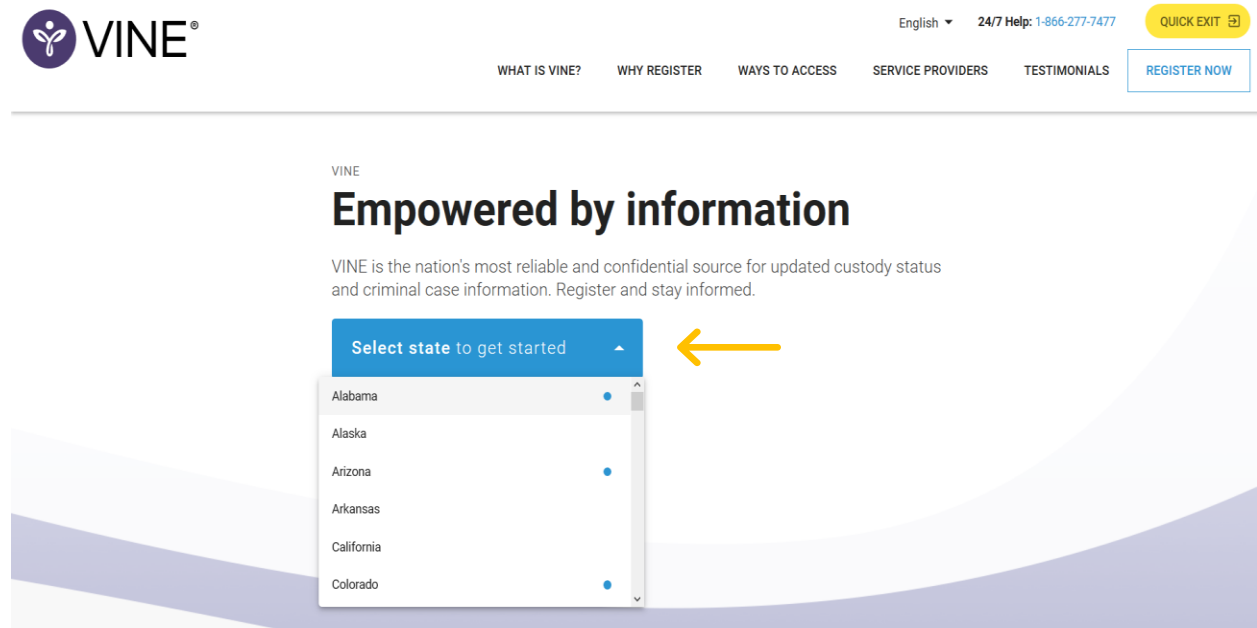 VINE®
English
24/7 Help: 1-866-277-7477
QUICK EXIT
WHAT IS VINE?
WHY REGISTER
WAYS TO ACCESS
SERVICE PROVIDERS
TESTIMONIALS
REGISTER NOW
VINE
Empowered by information
VINE is the nation's most reliable and confidential source for updated custody status
and criminal case information. Register and stay informed.
Select state to get started
Alabama
Alaska
Arizona
Arkansas
California
Colorado